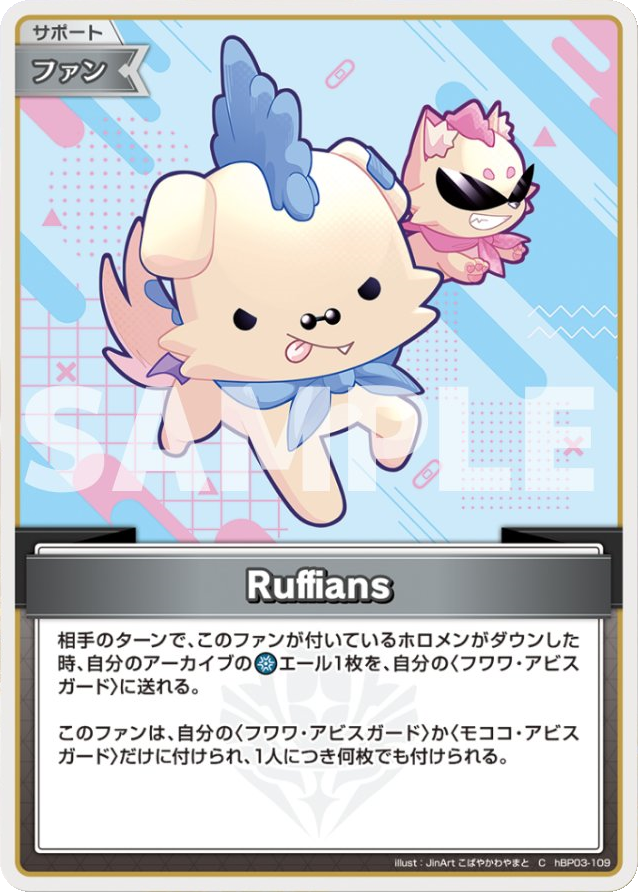 サポート
ファン
SAMPLE
Ruffians
相手のターンで、このファンが付いているホロメンがダウンした
時、自分のアーカイブのエール1枚を、自分の〈フワワ・アビス
ガード〉に送れる。
このファンは、自分の〈フワワ・アビスガード〉か〈モココ・アビス
ガード〉だけに付けられ、1人につき何枚でも付けられる。
illust：JinArt こばやかわやまと C hBP03-109